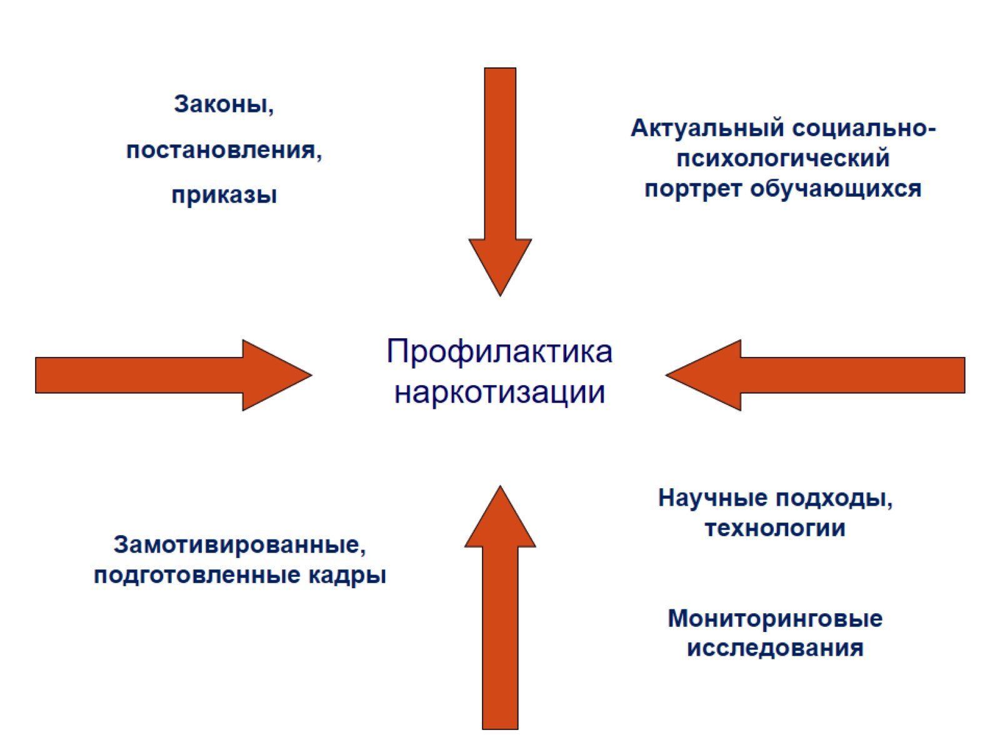 Законы,
постановления,
приказы
Актуальный социально-
психологический
портрет обучающихся
Профилактика
наркотизации
Замотивированные,
подготовленные кадры
Научные подходы,
технологии
Мониторинговые
исследования